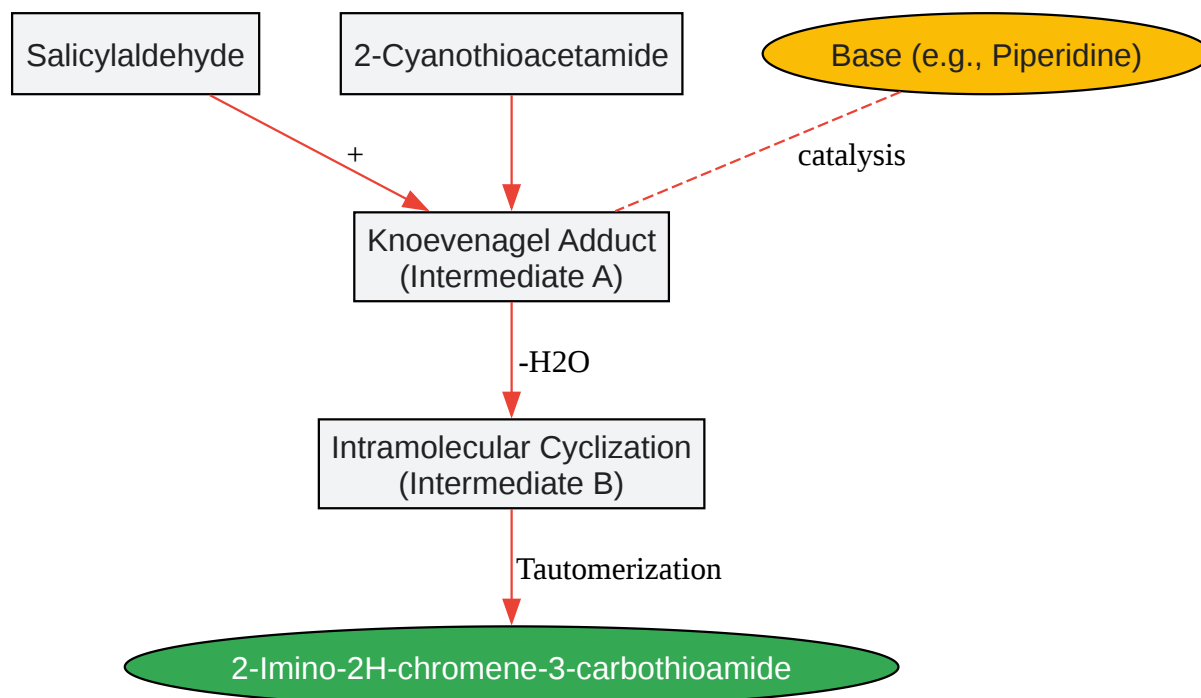 Salicylaldehyde
2-Cyanothioacetamide
Base (e.g., Piperidine)
+
catalysis
Knoevenagel Adduct
(Intermediate A)
-H2O
Intramolecular Cyclization
(Intermediate B)
Tautomerization
2-Imino-2H-chromene-3-carbothioamide